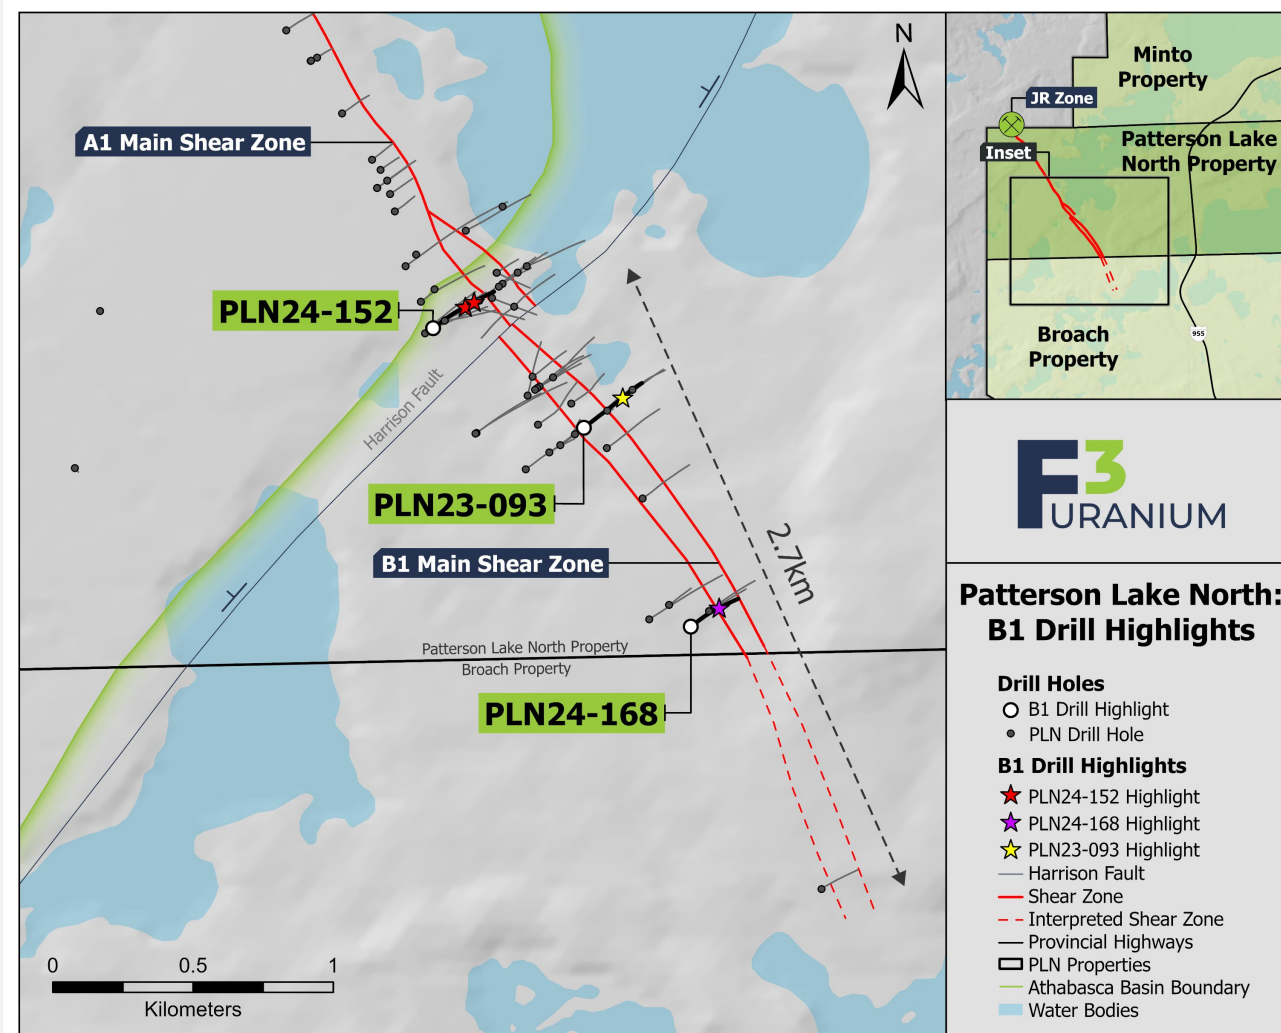 N
A1 Main Shear Zone
PLN24-152
Harrison Fault
PLN23-093
B1 Main Shear Zone
2.7km
Patterson Lake North Property
Broach Property
PLN24-168
0 0.5 1
Kilometers
Minto
Property
JR Zone
Patterson Lake
North Property
Inset
Broach
Property
955
F3
URANIUM
Patterson Lake North:
B1 Drill Highlights
Drill Holes
B1 Drill Highlight
PLN Drill Hole
B1 Drill Highlights
PLN24-152 Highlight
PLN24-168 Highlight
PLN23-093 Highlight
Harrison Fault
Shear Zone
Interpreted Shear Zone
Provincial Highways
PLN Properties
Athabasca Basin Boundary
Water Bodies